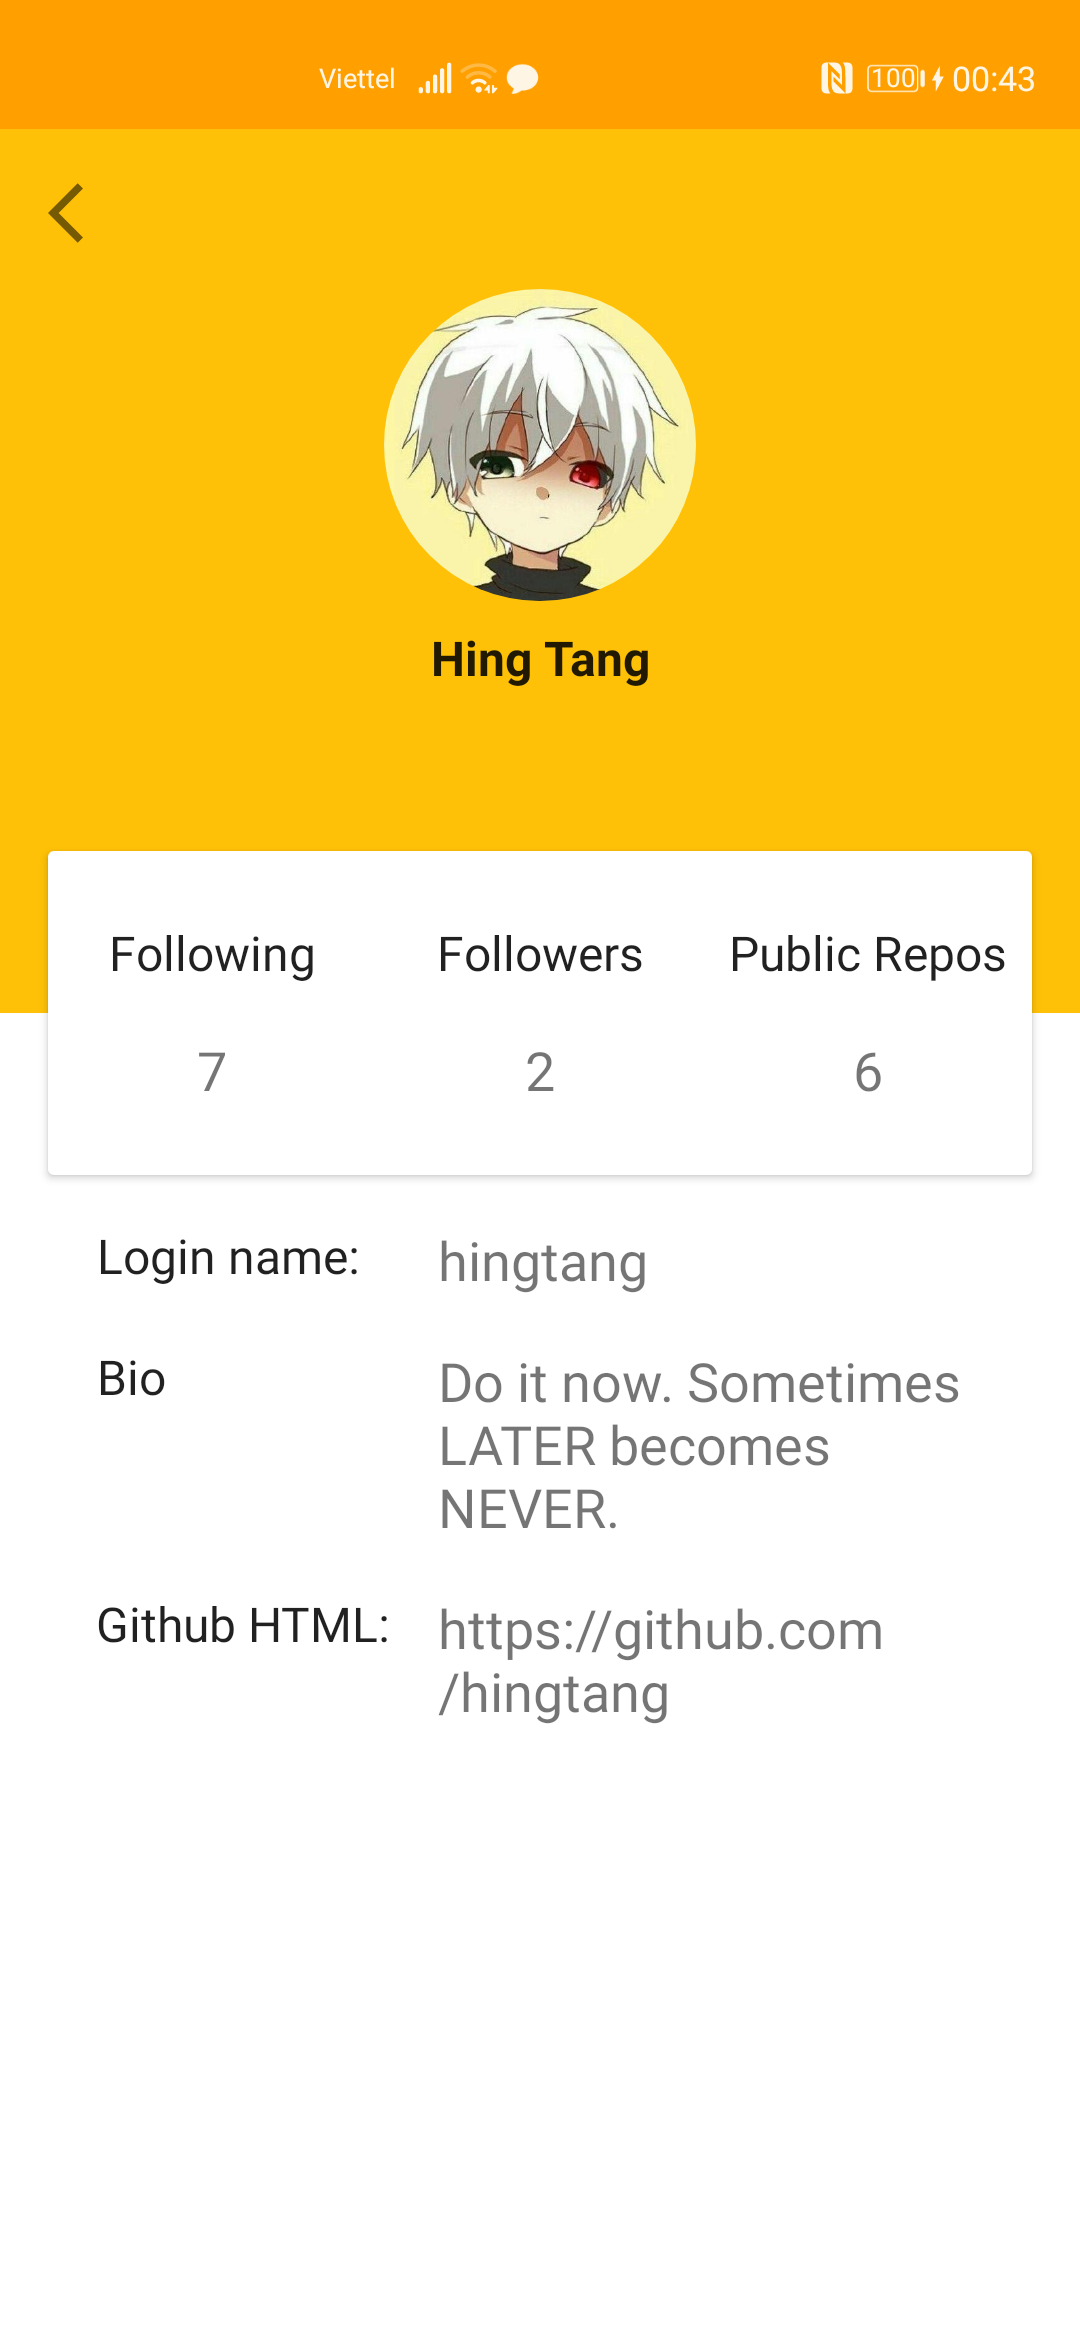 Viettel 100 00:43
Hing Tang
Following Followers Public Repos
7 2 6
Login name: hingtang
Bio Do it now. Sometimes
LATER becomes
NEVER.
Github HTML: https://github.com
/hingtang